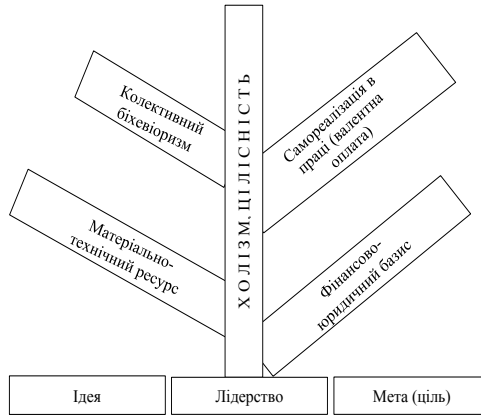 Колективний
біхевіоризм
Самореалізація в
праці (валентна
оплата)
ХОЛІЗМ, ЦІЛІСНІСТЬ
Матеріально-
технічний ресурс
Фінансово-
юридичний базис
Ідея
Лідерство
Мета (ціль)